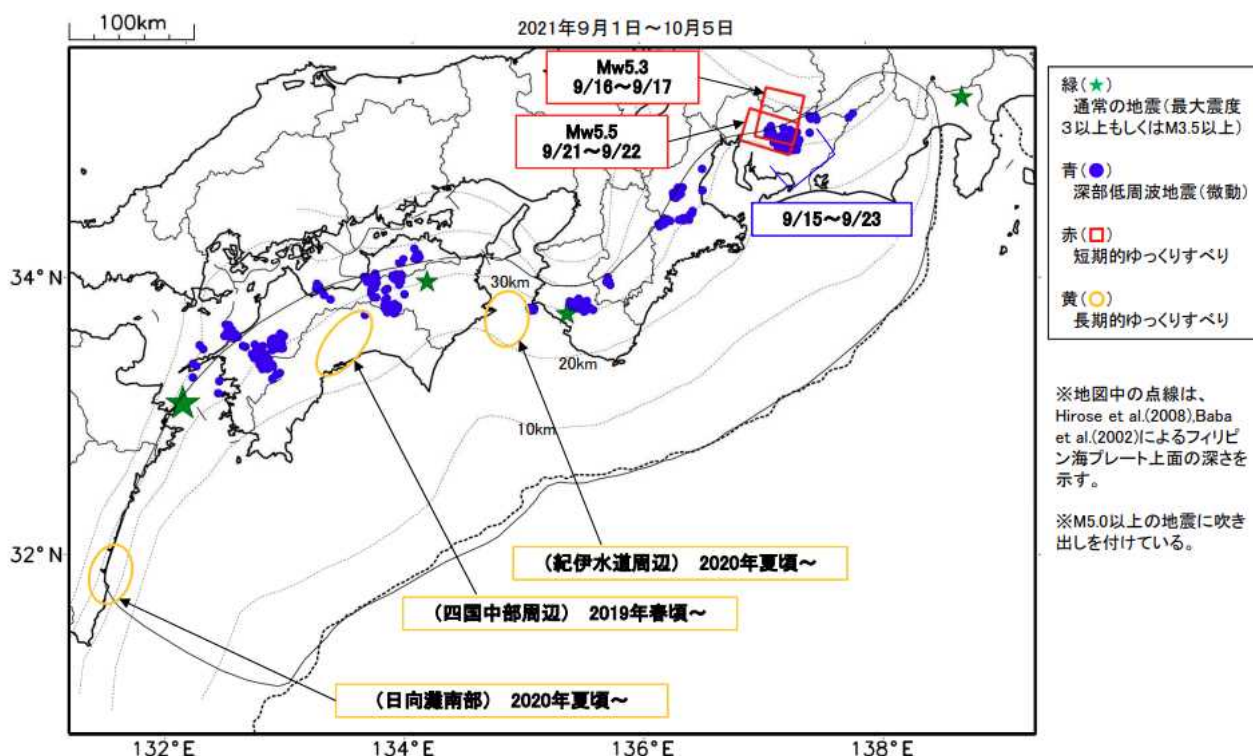 100km
2021年9月1日～10月5日
Mw5.3
9/16～9/17
Mw5.5
9/21～9/22
9/15～9/23
34°N
32°N
30km
20km
10km
（紀伊水道周辺） 2020年夏頃～
（四国中部周辺） 2019年春頃～
（日向灘南部） 2020年夏頃～
132°E
134°E
136°E
138°E
緑(★)
通常の地震(最大震度
3以上もしくはM3.5以上)
青(●)
深部低周波地震(微動)
赤(□)
短期的ゆっくりすべり
黄(○)
長期的ゆっくりすべり
※地図中の点線は、
Hirose et al.(2008),Baba
et al.(2002)によるフィリピ
ン海プレート上面の深さを
示す。
※M5.0以上の地震に吹き
出しを付けている。